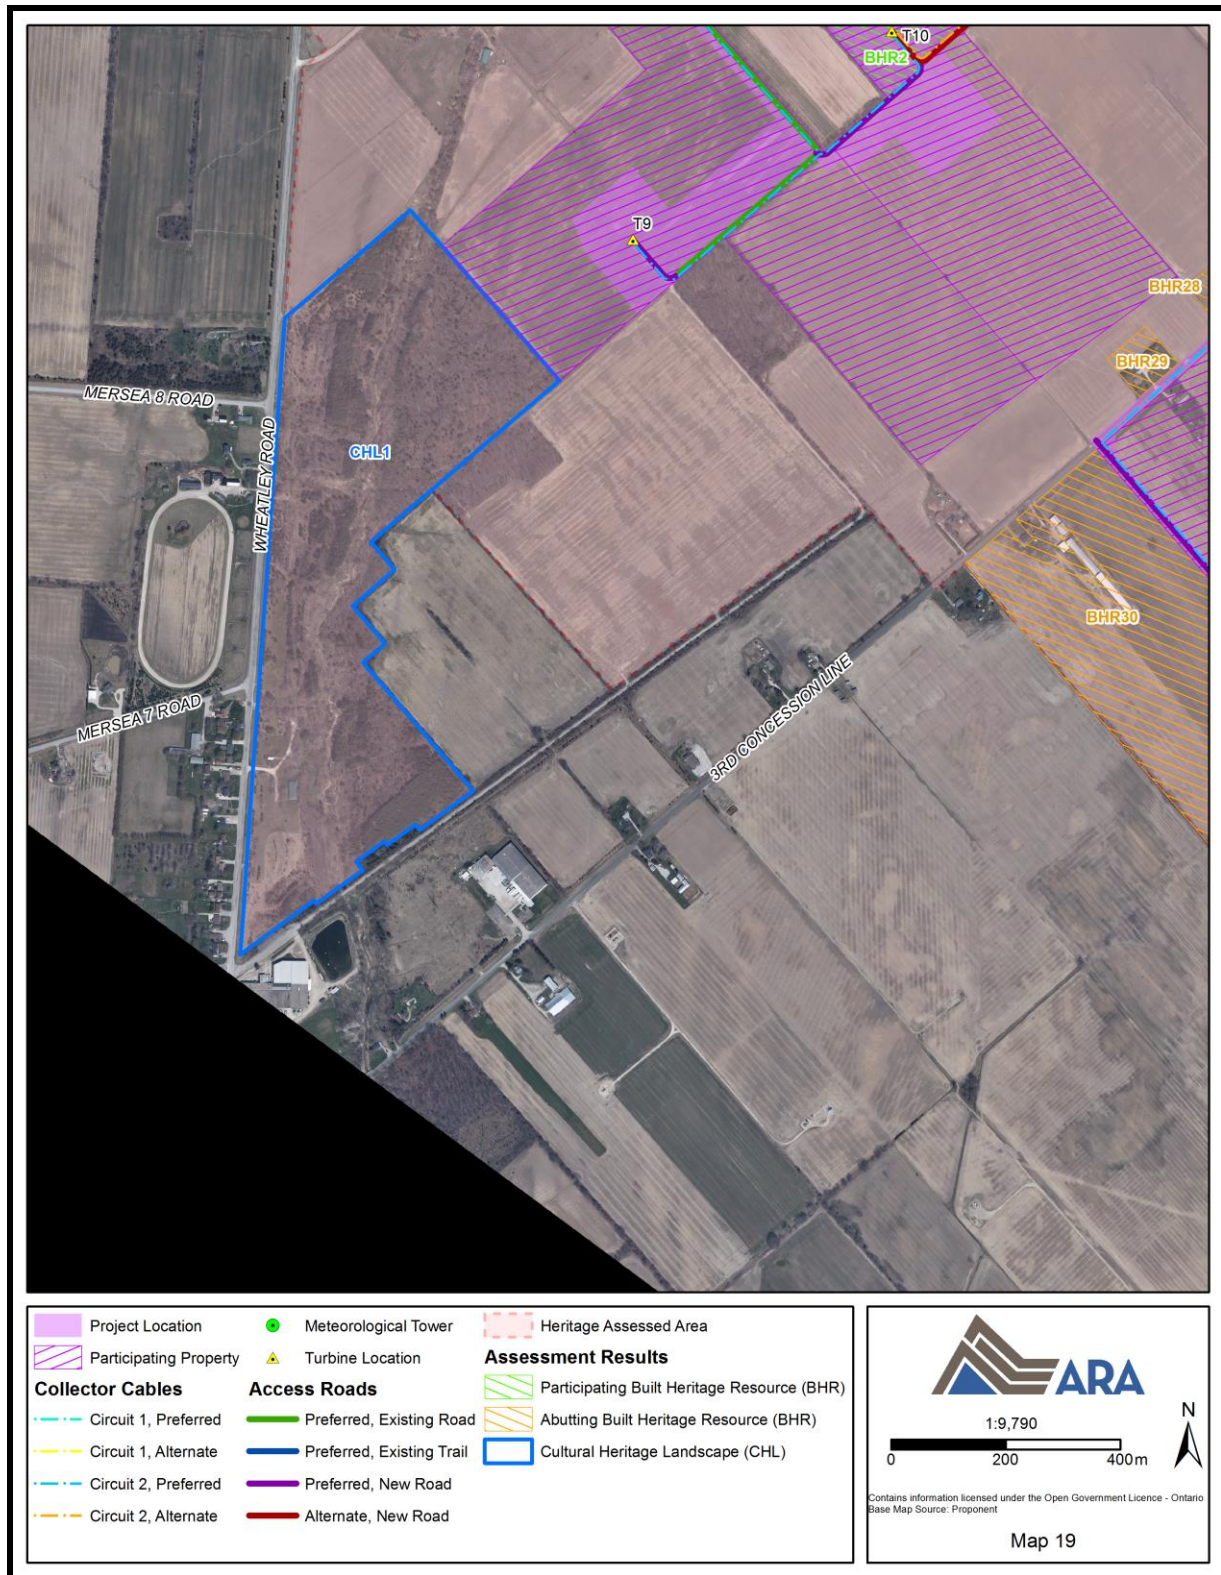 T10
BHR2
T9
BHR28
BHR29
MERSEA 8 ROAD
CHL1
WHEATLEY ROAD
BHR30
MERSEA 7 ROAD
3RD CONCESSION LINE
Project Location
Participating Property
Collector Cables
Circuit 1, Preferred
Circuit 1, Alternate
Circuit 2, Preferred
Circuit 2, Alternate
Meteorological Tower
Turbine Location
Access Roads
Preferred, Existing Road
Preferred, Existing Trail
Preferred, New Road
Alternate, New Road
Heritage Assessed Area
Assessment Results
Participating Built Heritage Resource (BHR)
Abutting Built Heritage Resource (BHR)
Cultural Heritage Landscape (CHL)
ARA
1:9,790
N
0 200 400m
Contains information licensed under the Open Government Licence - Ontario
Base Map Source: Proponent
Map 19